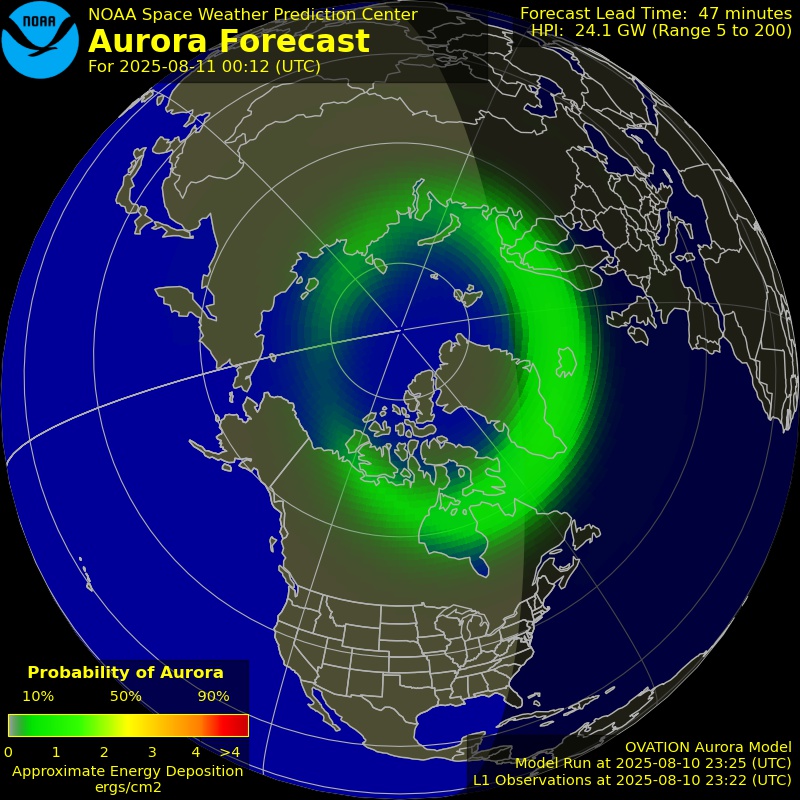 NOAA
NOAA Space Weather Prediction Center
Aurora Forecast
For 2025-08-11 00:12 (UTC)
Forecast Lead Time: 47 minutes
HPI: 24.1 GW (Range 5 to 200)
Probability of Aurora
10% 50% 90%
0 1 2 3 4 >4
Approximate Energy Deposition
ergs/cm2
OVATION Aurora Model
Model Run at 2025-08-10 23:25 (UTC)
L1 Observations at 2025-08-10 23:22 (UTC)